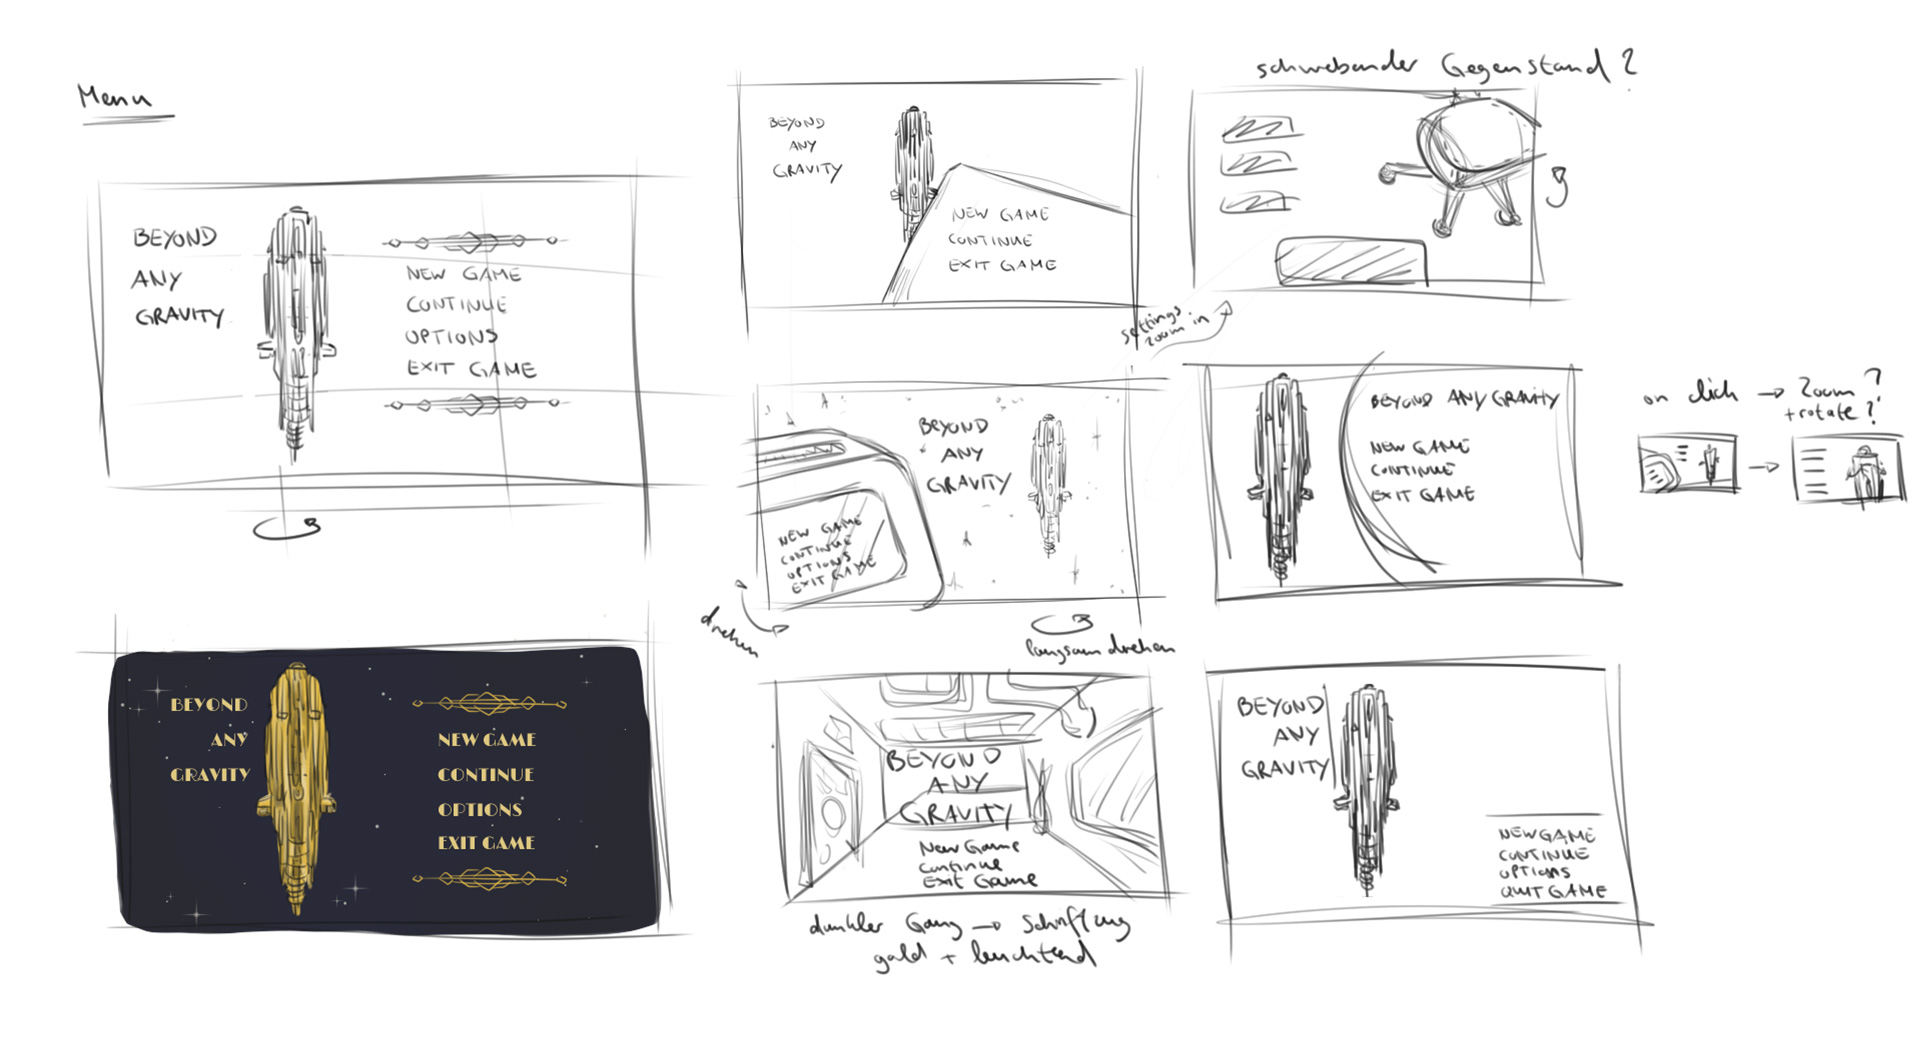 Menu
BEYOND
ANY
GRAVITY
NEW GAME
CONTINUE
OPTIONS
EXIT GAME
BEYOND
ANY
GRAVITY
NEW GAME
CONTINUE
OPTIONS
EXIT GAME
BEYOND
ANY
GRAVITY
NEW GAME
CONTINUE
EXIT GAME
schwebender Gegenstand?
settings
zoom in
BEYOND
ANY
GRAVITY
NEW GAME
CONTINUE
OPTIONS
EXIT GAME
drehen
langsam drehen
BEYOND ANY GRAVITY
NEW GAME
CONTINUE
EXIT GAME
on click → Zoom
+rotate?
BEYOND
ANY
GRAVITY
New Game
Continue
Exit Game
dunkler Gang → Schriftzug
gold + leuchtend
BEYOND
ANY
GRAVITY
NEW GAME
CONTINUE
OPTIONS
QUIT GAME